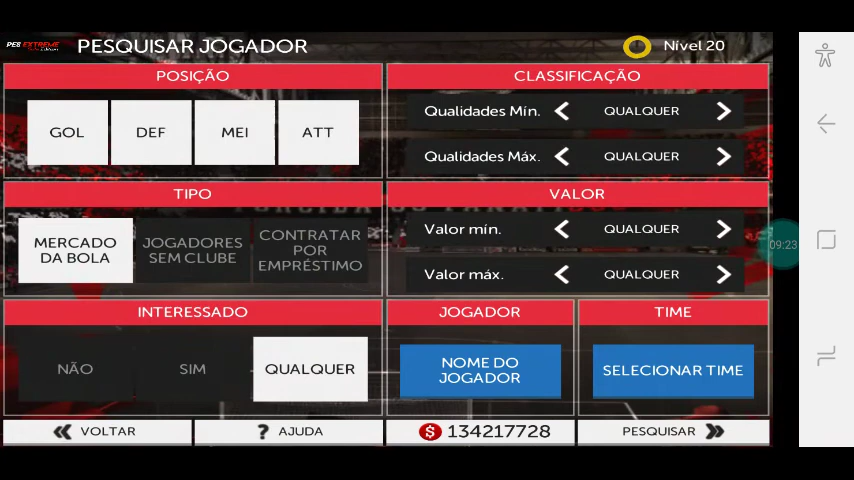 PES EXTREME
PESQUISAR JOGADOR
Nível 20
POSIÇÃO
GOL DEF MEI ATT
CLASSIFICAÇÃO
Qualidades Mín. QUALQUER
Qualidades Máx. QUALQUER
TIPO
MERCADO DA BOLA
JOGADORES SEM CLUBE
CONTRATAR POR EMPRÉSTIMO
VALOR
Valor mín. QUALQUER
Valor máx. QUALQUER
09:23
INTERESSADO
NÃO SIM QUALQUER
JOGADOR
NOME DO JOGADOR
TIME
SELECIONAR TIME
VOLTAR
? AJUDA
$ 134217728
PESQUISAR